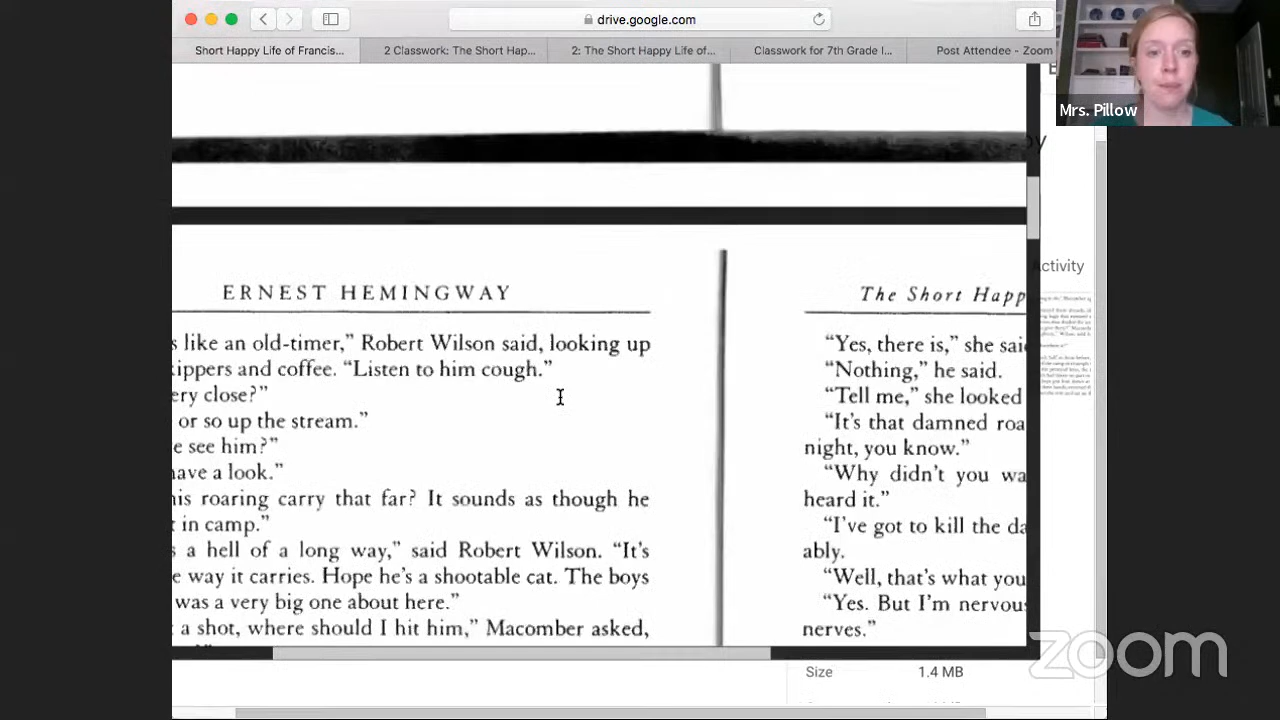 drive.google.com
Short Happy Life of Francis...
2 Classwork: The Short Hap...
2: The Short Happy Life of...
Classwork for 7th Grade I...
Post Attendee - Zoom
Mrs. Pillow
ERNEST HEMINGWAY
like an old-timer,” Robert Wilson said, looking up
kippers and coffee. “Listen to him cough.”
ery close?”
or so up the stream.”
e see him?”
have a look.”
his roaring carry that far? It sounds as though he
t in camp.”
s a hell of a long way,” said Robert Wilson. “It's
e way it carries. Hope he's a shootable cat. The boys
was a very big one about here.”
a shot, where should I hit him,” Macomber asked,
The Short Happ
“Yes, there is,” she said
“Nothing,” he said.
“Tell me,” she looked
“It's that damned roa
night, you know.”
“Why didn't you wa
heard it.”
“I've got to kill the da
ably.
“Well, that's what you
“Yes. But I'm nervous
nerves.”
ctivity
Size 1.4 MB
zoom